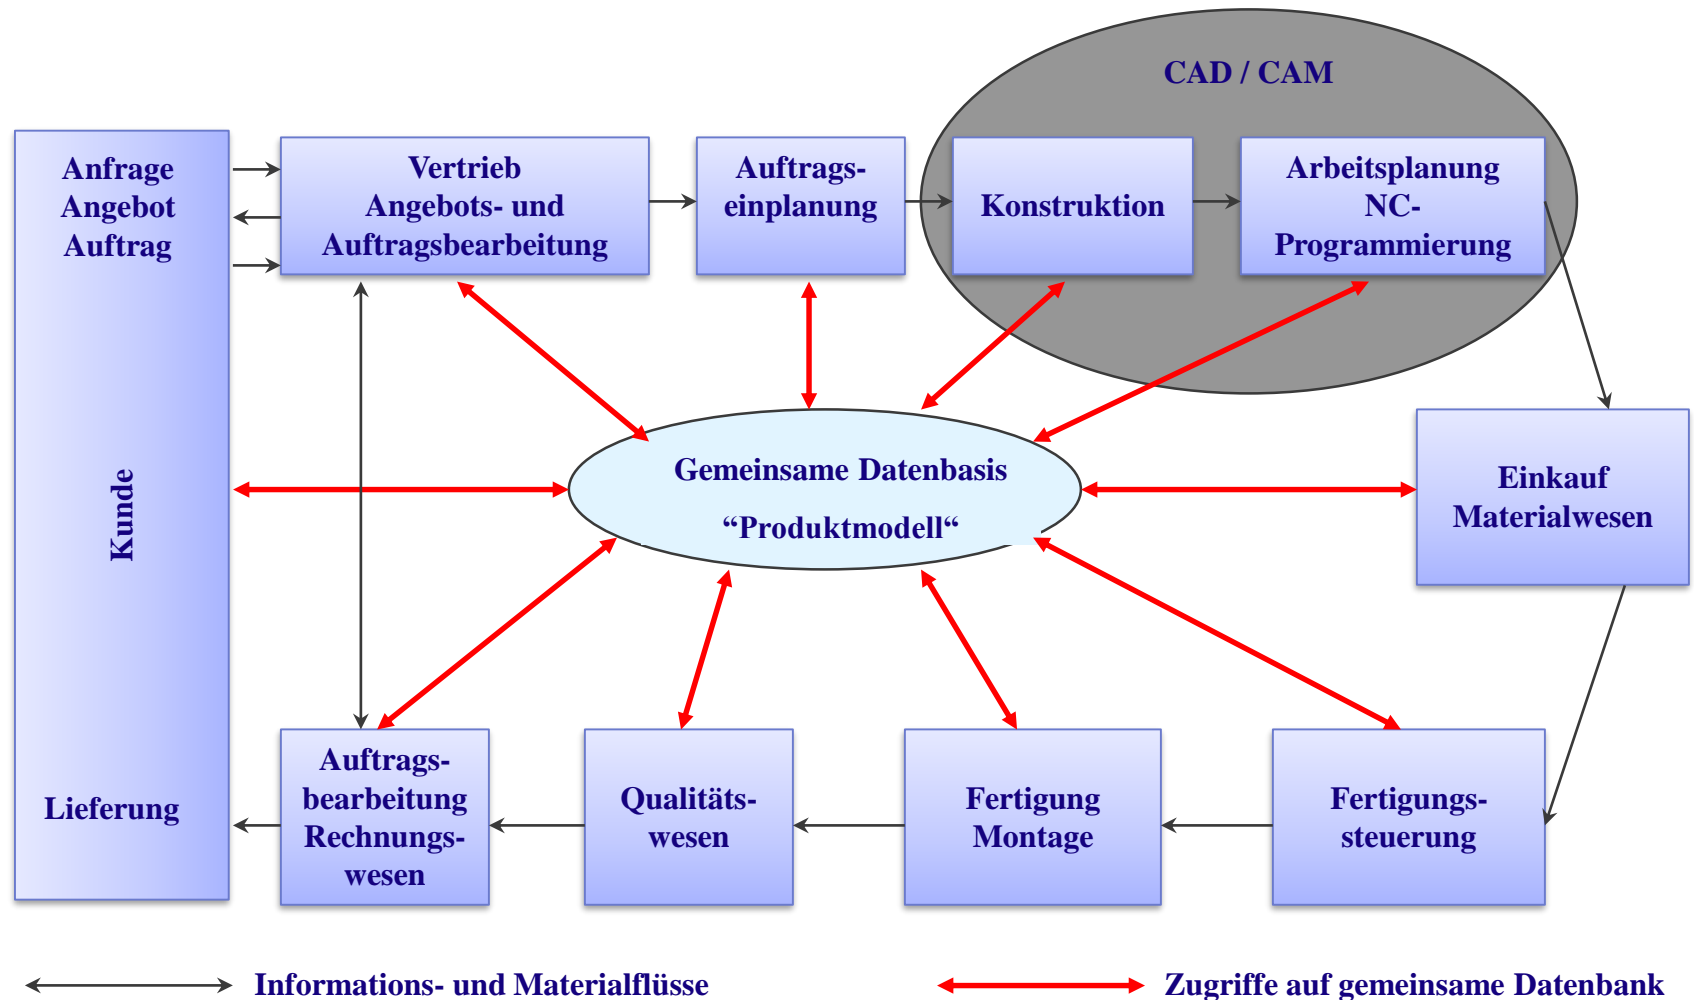 CAD / CAM
Anfrage
Angebot
Auftrag
Kunde
Lieferung
Vertrieb
Angebots- und
Auftragsbearbeitung
Auftrags-
einplanung
Konstruktion
Arbeitsplanung
NC-
Programmierung
Gemeinsame Datenbasis
“Produktmodell“
Einkauf
Materialwesen
Auftrags-
bearbeitung
Rechnungs-
wesen
Qualitäts-
wesen
Fertigung
Montage
Fertigungs-
steuerung
Informations- und Materialflüsse
Zugriffe auf gemeinsame Datenbank